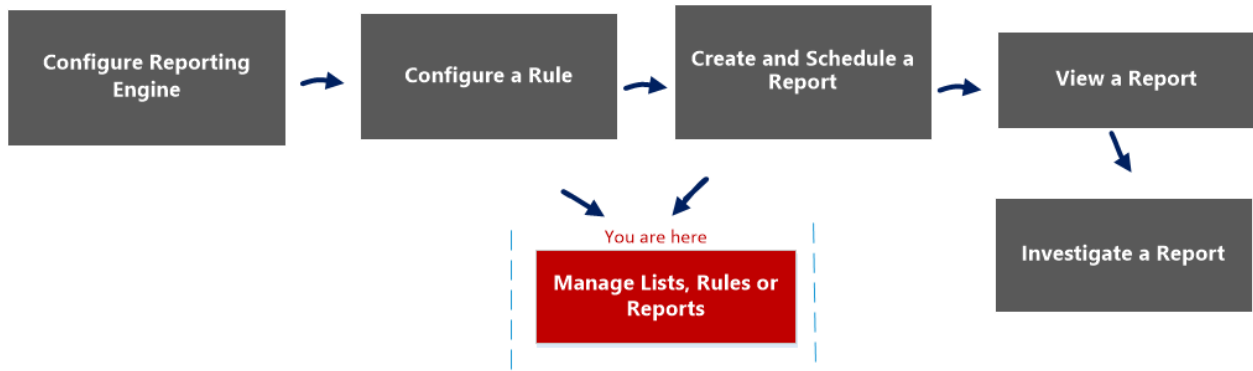 Configure Reporting
Engine
Configure a Rule
Create and Schedule a
Report
View a Report
You are here
Manage Lists, Rules or
Reports
Investigate a Report